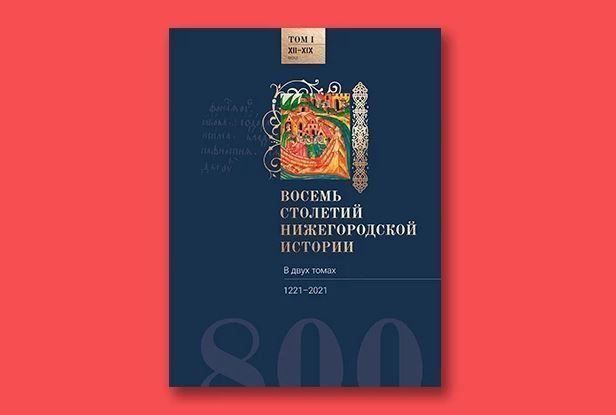 ТОМ I
XII–XIX
ВОСЕМЬ
СТОЛЕТИЙ
НИЖЕГОРОДСКОЙ
ИСТОРИИ
В двух томах
1221–2021
800